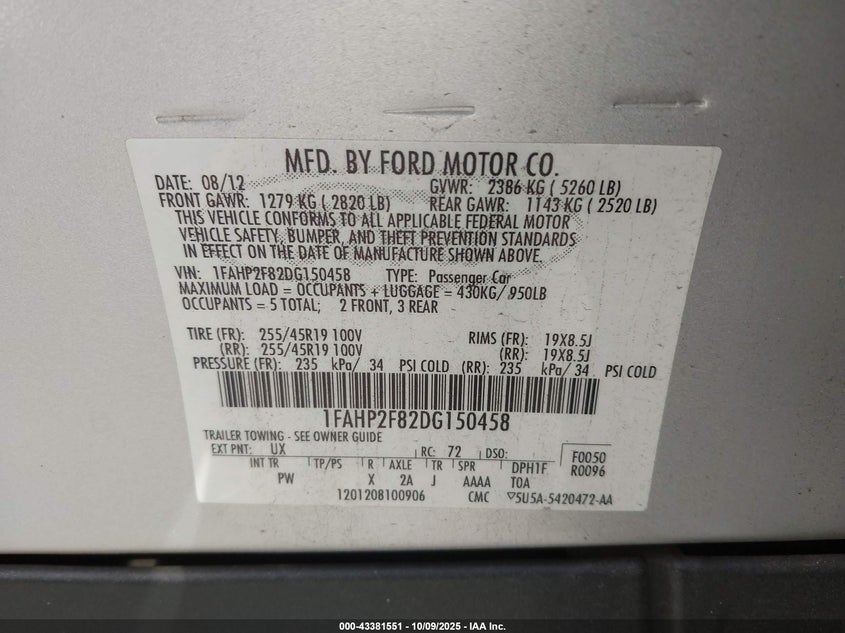 MFD. BY FORD MOTOR CO.
DATE: 08/12 GVWR: 2386 KG ( 5260 LB)
FRONT GAWR: 1279 KG ( 2820 LB) REAR GAWR: 1143 KG ( 2520 LB)
THIS VEHICLE CONFORMS TO ALL APPLICABLE FEDERAL MOTOR
VEHICLE SAFETY, BUMPER, AND THEFT PREVENTION STANDARDS
IN EFFECT ON THE DATE OF MANUFACTURE SHOWN ABOVE.
VIN: 1FAHP2F82DG150458 TYPE: Passenger Car
MAXIMUM LOAD = OCCUPANTS + LUGGAGE = 430KG/ 950LB
OCCUPANTS = 5 TOTAL; 2 FRONT, 3 REAR
TIRE (FR): 255/45R19 100V RIMS (FR): 19X8.5J
(RR): 255/45R19 100V (RR): 19X8.5J
PRESSURE (FR): 235 kPa/ 34 PSI COLD (RR): 235 kPa/ 34 PSI COLD
1FAHP2F82DG150458
TRAILER TOWING - SEE OWNER GUIDE
EXT PNT: UX RC: 72 DSO: F0050
INT TR TP/PS R AXLE TR SPR DPH1F R0096
PW X 2A J AAAA TOA
1201208100906 CMC 5U5A-5420472-AA
000-43381551 - 10/09/2025 - IAA Inc.